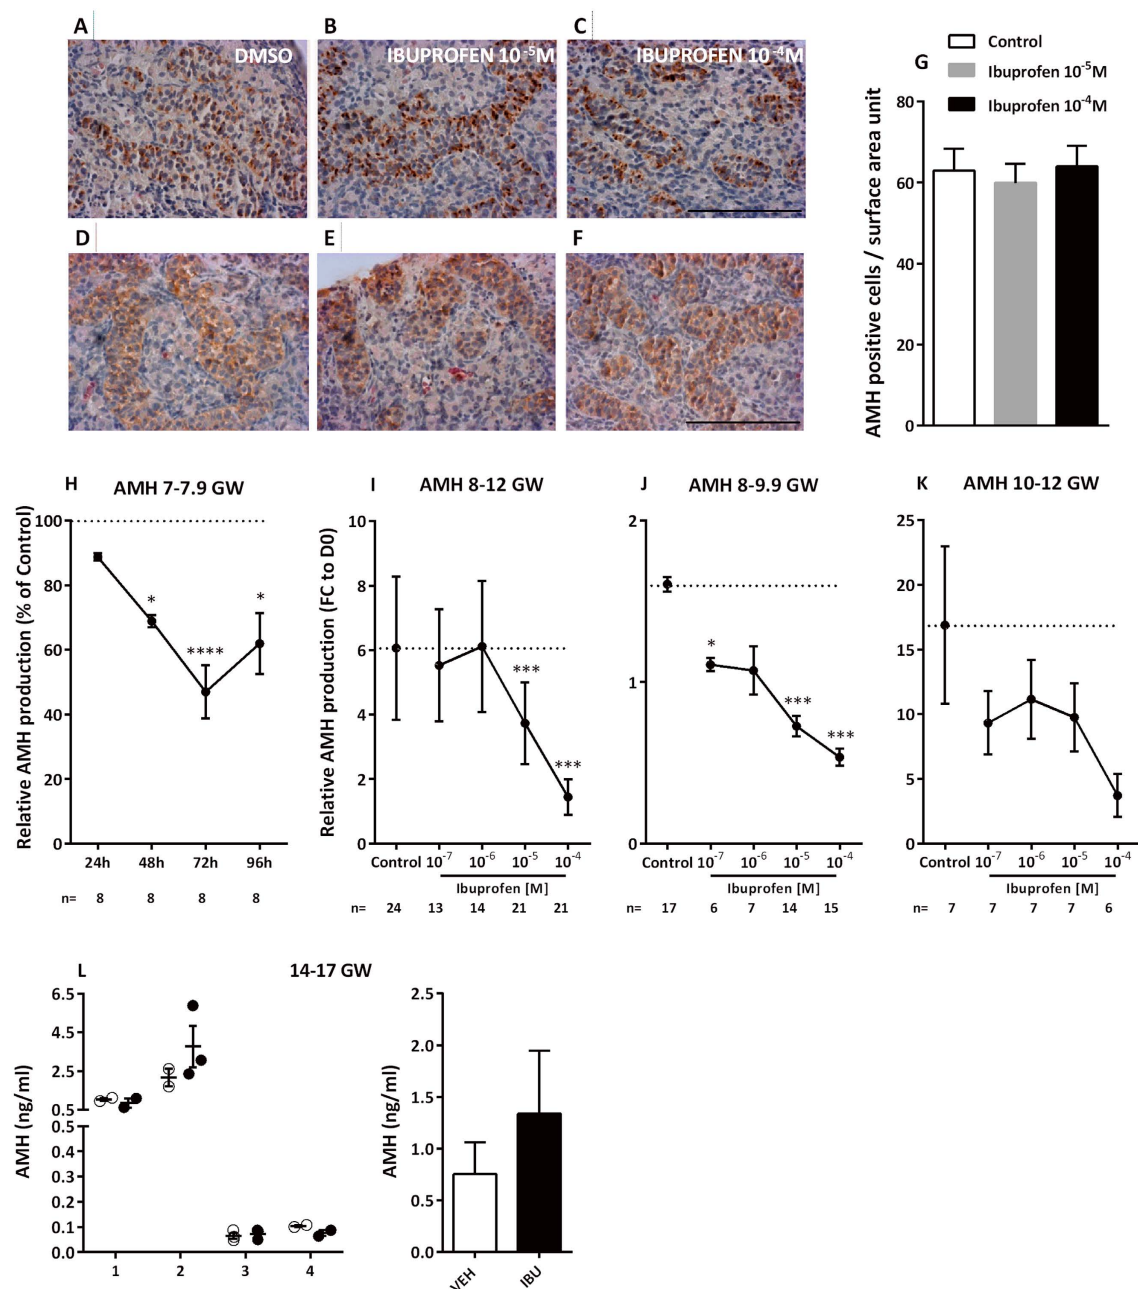 A
B
C
DMSO
IBUPROFEN 10⁻⁵M
IBUPROFEN 10⁻⁴M
D
E
F
G
Control
Ibuprofen 10⁻⁵M
Ibuprofen 10⁻⁴M
AMH positive cells / surface area unit
80
60
40
20
0
H
AMH 7-7.9 GW
Relative AMH production (% of Control)
100
80
60
40
20
0
*
****
*
24h 48h 72h 96h
n= 8 8 8 8
I
AMH 8-12 GW
Relative AMH production (FC to D0)
10
8
6
4
2
0
***
***
Control 10⁻⁷ 10⁻⁶ 10⁻⁵ 10⁻⁴
Ibuprofen [M]
n= 24 13 14 21 21
J
AMH 8-9.9 GW
2
1
0
*
***
***
Control 10⁻⁷ 10⁻⁶ 10⁻⁵ 10⁻⁴
Ibuprofen [M]
n= 17 6 7 14 15
K
AMH 10-12 GW
25
20
15
10
5
0
Control 10⁻⁷ 10⁻⁶ 10⁻⁵ 10⁻⁴
Ibuprofen [M]
n= 7 7 7 7 6
L
14-17 GW
AMH (ng/ml)
6.5
4.5
2.5
0.5
0.5
0.4
0.3
0.2
0.1
0.0
1 2 3 4
AMH (ng/ml)
2.5
2.0
1.5
1.0
0.5
0.0
VEH IBU